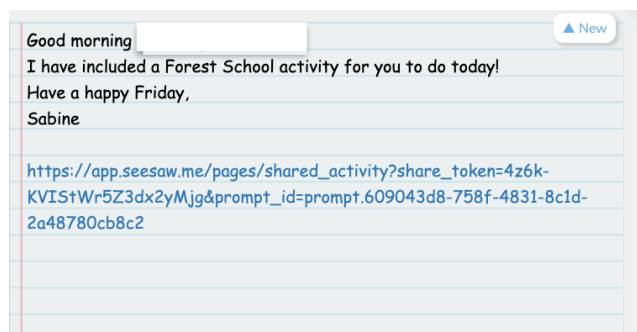 ▲ New
Good morning
I have included a Forest School activity for you to do today!
Have a happy Friday,
Sabine
https://app.seesaw.me/pages/shared_activity?share_token=4z6k-
KVIStWr5Z3dx2yMjg&prompt_id=prompt.609043d8-758f-4831-8c1d-
2a48780cb8c2